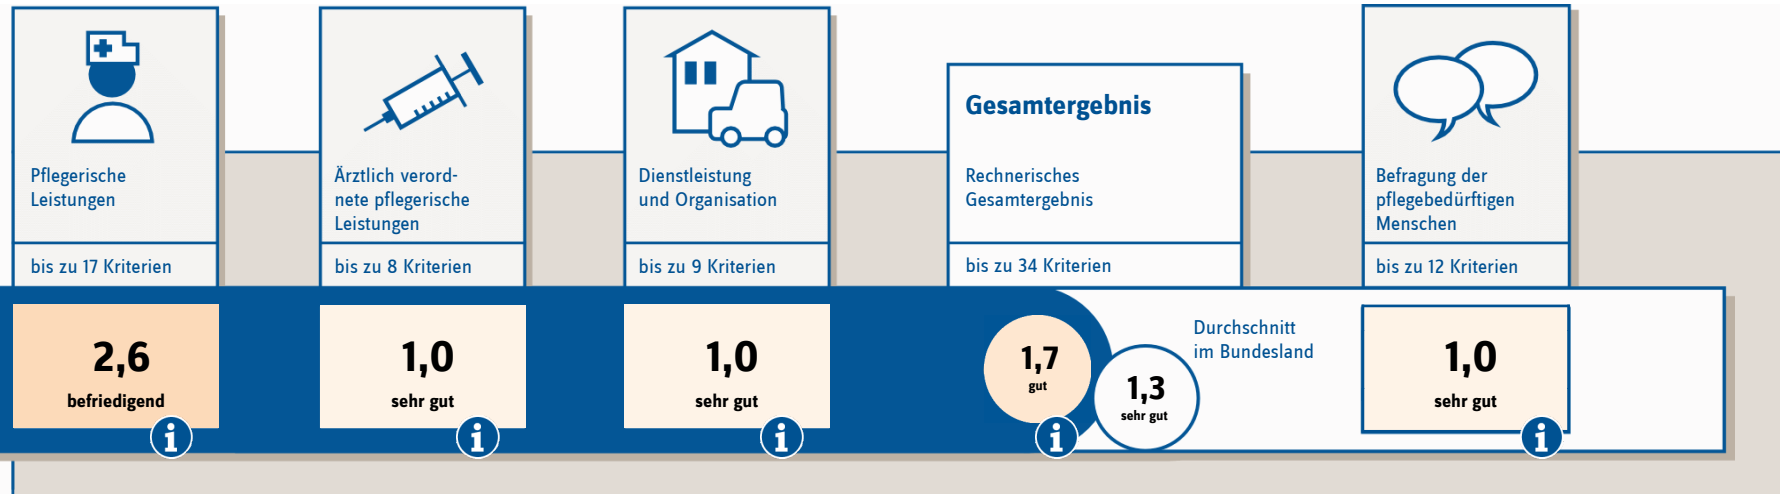 Pflegerische
Leistungen
bis zu 17 Kriterien
2,6
befriedigend
i
Ärztlich verord-
nete pflegerische
Leistungen
bis zu 8 Kriterien
1,0
sehr gut
i
Dienstleistung
und Organisation
bis zu 9 Kriterien
1,0
sehr gut
i
Gesamtergebnis
Rechnerisches
Gesamtergebnis
bis zu 34 Kriterien
1,7
gut
i
Durchschnitt
im Bundesland
1,3
sehr gut
Befragung der
pflegebedürftigen
Menschen
bis zu 12 Kriterien
1,0
sehr gut
i